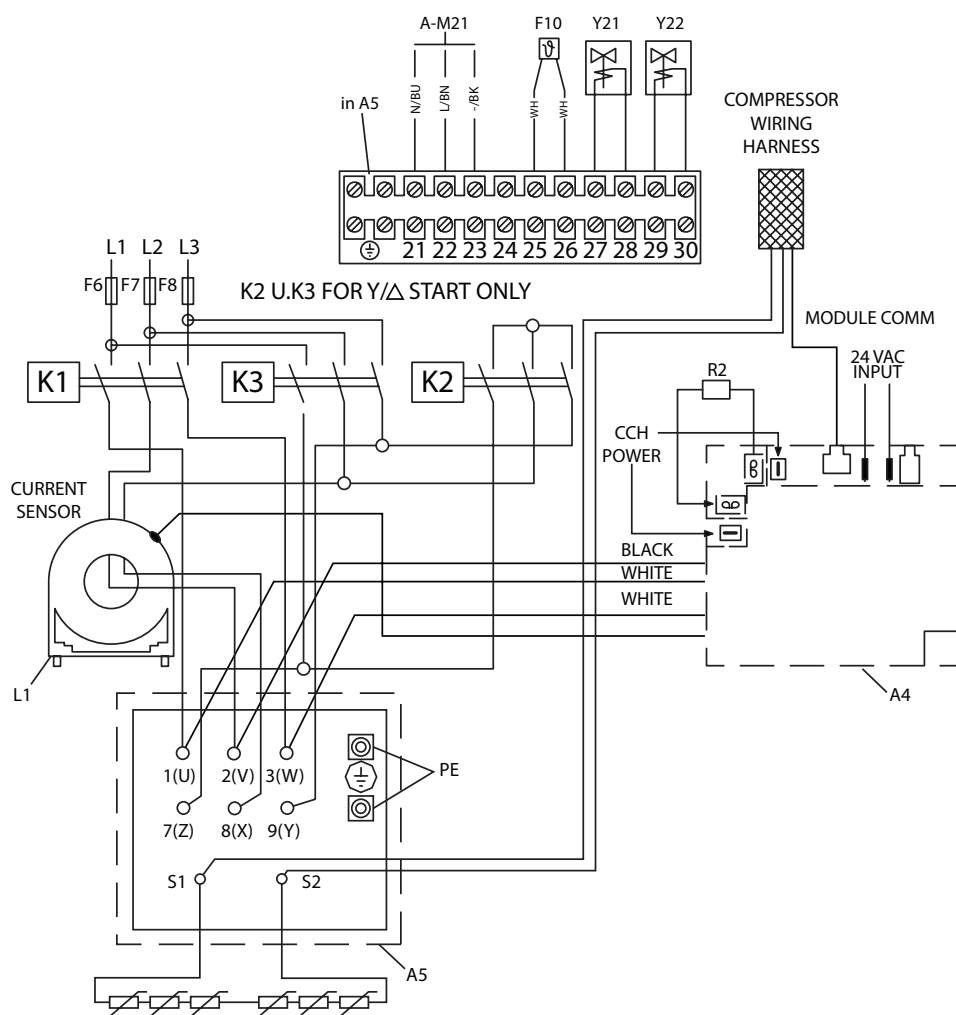 A-M21
F10
Y21
Y22
ϑ
N/BU
L/BN
-/BK
WH
WH
in A5
COMPRESSOR
WIRING
HARNESS
21 22 23 24 25 26 27 28 29 30
L1 L2 L3
F6 F7 F8
K2 U.K3 FOR Y/△ START ONLY
MODULE COMM
24 VAC
INPUT
K1
K3
K2
R2
CCH
POWER
CURRENT
SENSOR
BLACK
WHITE
WHITE
L1
A4
1(U) 2(V) 3(W)
PE
7(Z) 8(X) 9(Y)
S1
S2
A5